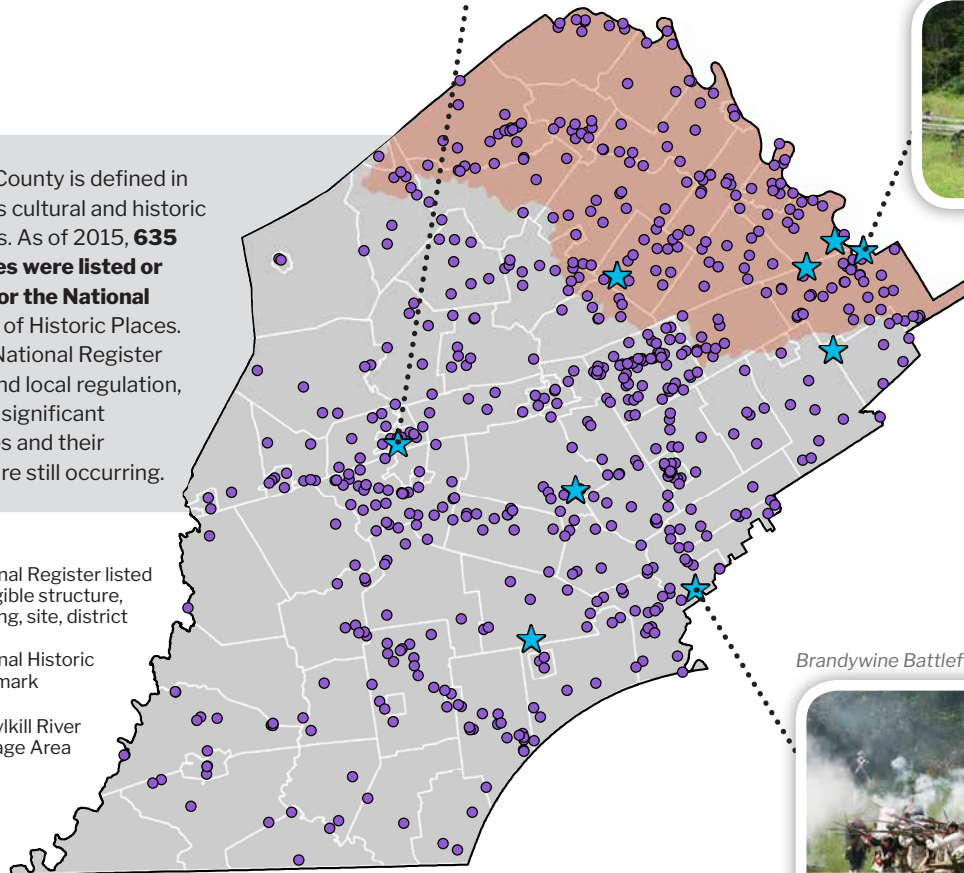 County is defined in
s cultural and historic
s. As of 2015, 635
es were listed or
or the National
of Historic Places.
National Register
nd local regulation,
significant
es and their
re still occurring.
nal Register listed
gible structure,
ng, site, district
nal Historic
mark
ylkill River
age Area
Brandywine Battlef